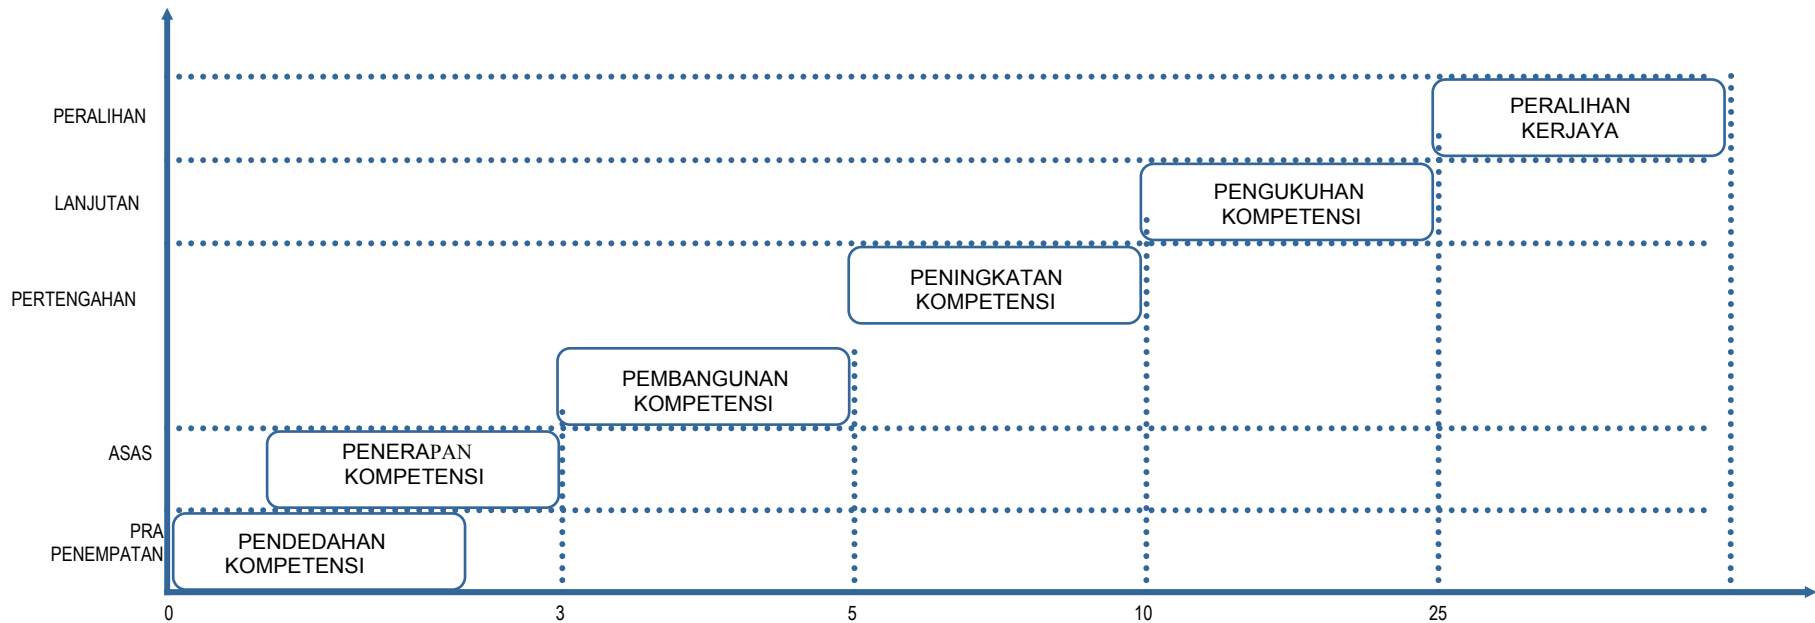 PERALIHAN
PERALIHAN
KERJAYA
LANJUTAN
PENGUKUHAN
KOMPETENSI
PERTENGAHAN
PENINGKATAN
KOMPETENSI
PEMBANGUNAN
KOMPETENSI
ASAS
PENERAPAN
KOMPETENSI
PRA
PENEMPATAN
PENDEDAHAN
KOMPETENSI
0 3 5 10 25